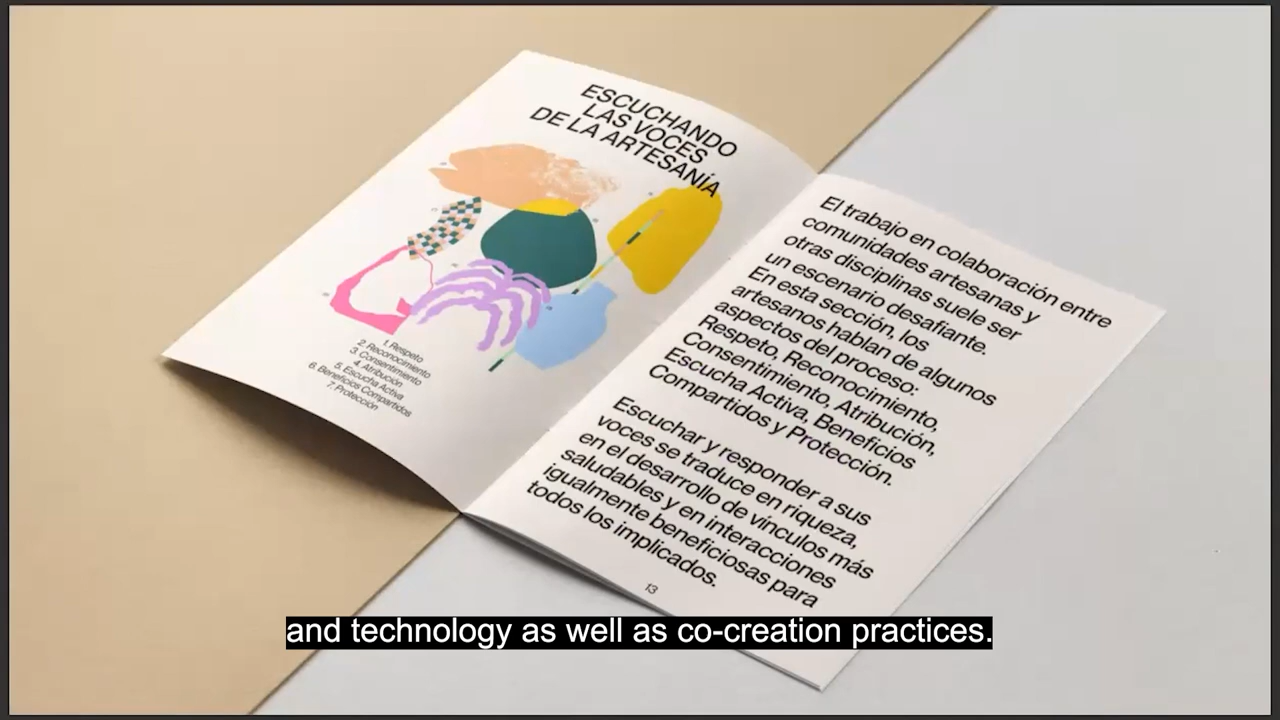 ESCUCHANDO
LAS VOCES
DE LA ARTESANÍA
1. Respeto
2. Reconocimiento
3. Consentimiento
4. Atribución
5. Escucha Activa
6. Beneficios Compartidos
7. Protección
El trabajo en colaboración entre
comunidades artesanas y
otras disciplinas suele ser
un escenario desafiante.
En esta sección, los
artesanos hablan de algunos
aspectos del proceso:
Respeto, Reconocimiento,
Consentimiento, Atribución,
Escucha Activa, Beneficios
Compartidos y Protección.
Escuchar y responder a sus
voces se traduce en riqueza,
en el desarrollo de vínculos más
saludables y en interacciones
igualmente beneficiosas para
todos los implicados.
13
and technology as well as co-creation practices.